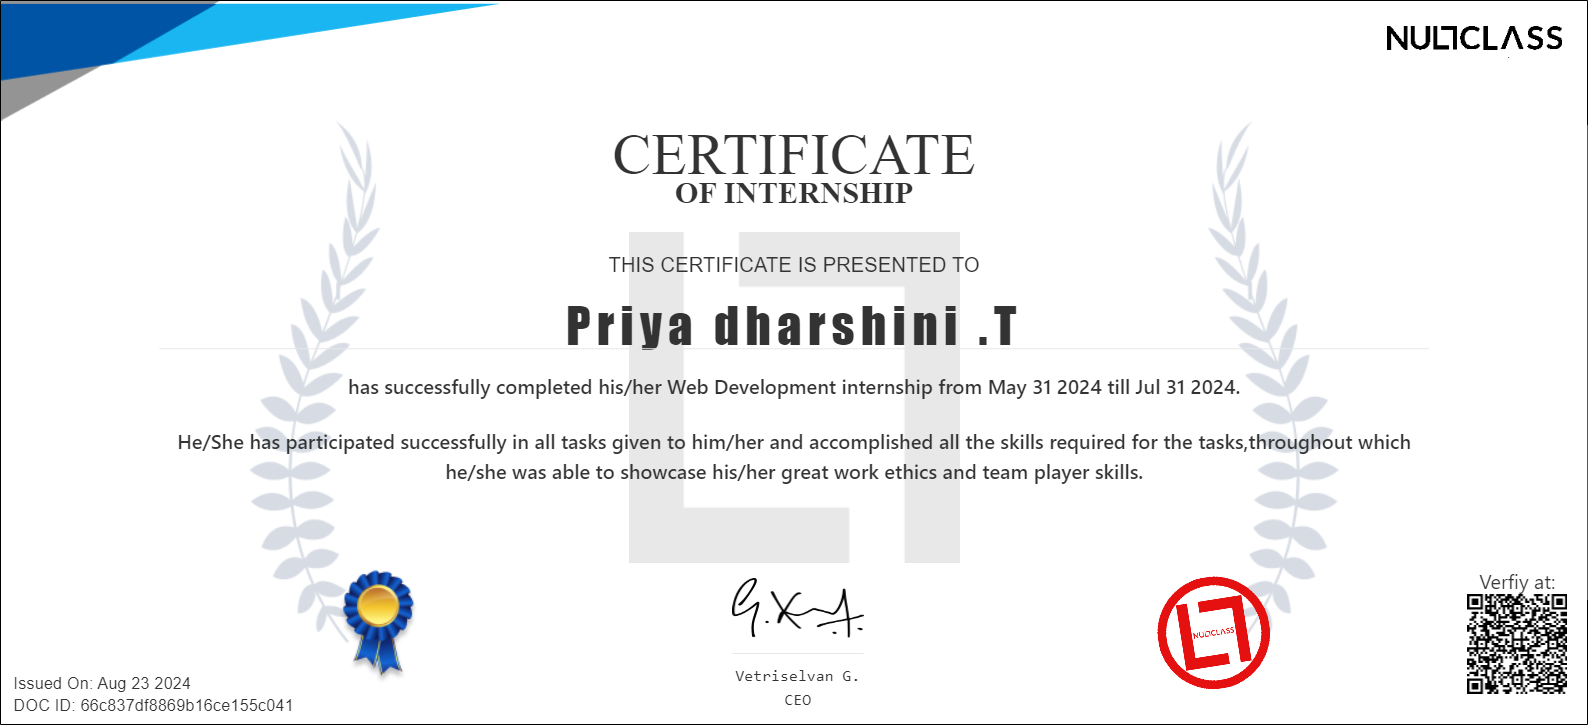 NULLCLASS
CERTIFICATE
OF INTERNSHIP
THIS CERTIFICATE IS PRESENTED TO
Priya dharshini .T
has successfully completed his/her Web Development internship from May 31 2024 till Jul 31 2024.
He/She has participated successfully in all tasks given to him/her and accomplished all the skills required for the tasks,throughout which
he/she was able to showcase his/her great work ethics and team player skills.
Vetriselvan G.
CEO
NULLCLASS
Verfiy at:
Issued On: Aug 23 2024
DOC ID: 66c837df8869b16ce155c041